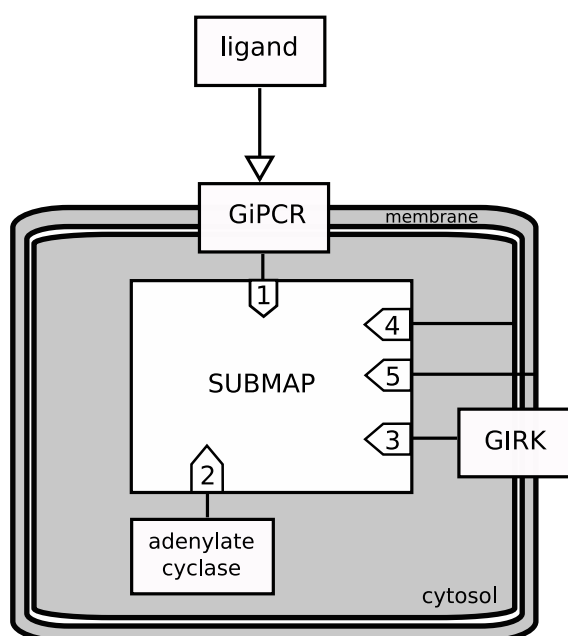 ligand
GiPCR
membrane
1
4
SUBMAP
5
3
GIRK
2
adenylate
cyclase
cytosol